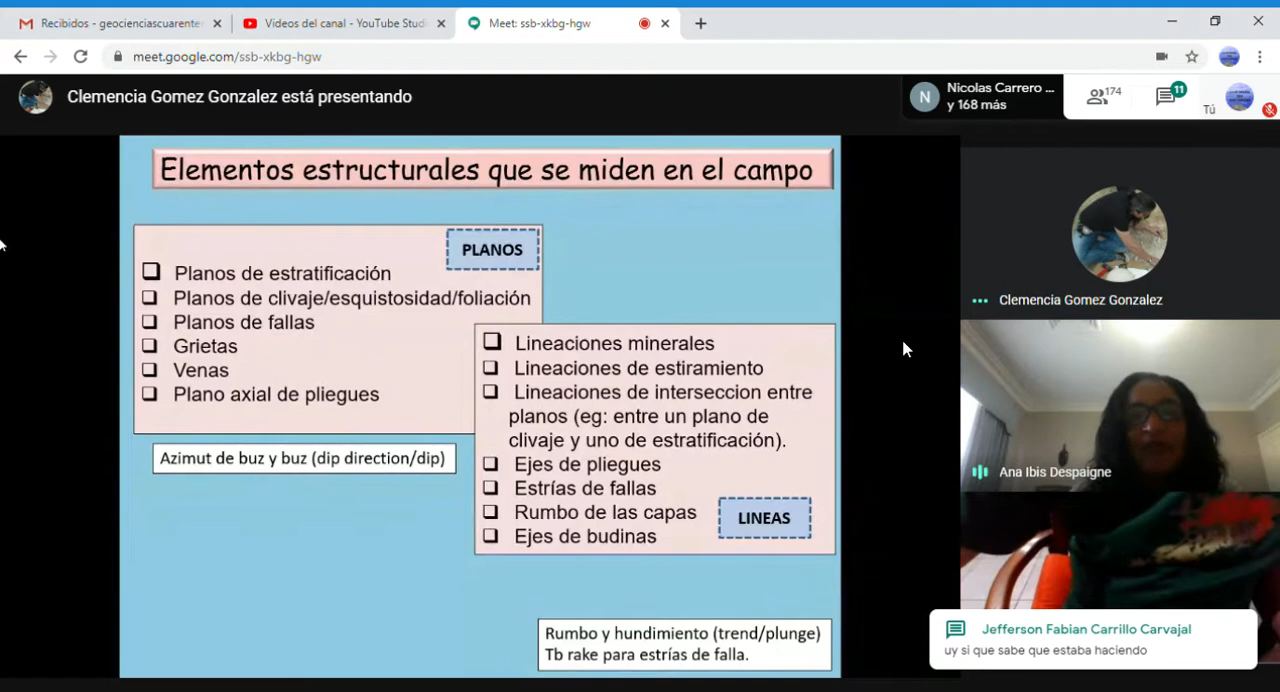 Recibidos - geocienciascuarente
Videos del canal - YouTube Studi
Meet: ssb-xkbg-hgw
meet.google.com/ssb-xkbg-hgw
Clemencia Gomez Gonzalez está presentando
N
Nicolas Carrero ...
y 168 más
174
11
Tú
Elementos estructurales que se miden en el campo
PLANOS
Planos de estratificación
Planos de clivaje/esquistosidad/foliación
Planos de fallas
Grietas
Venas
Plano axial de pliegues
Azimut de buz y buz (dip direction/dip)
Lineaciones minerales
Lineaciones de estiramiento
Lineaciones de interseccion entre
planos (eg: entre un plano de
clivaje y uno de estratificación).
Ejes de pliegues
Estrías de fallas
Rumbo de las capas
Ejes de budinas
LINEAS
Rumbo y hundimiento (trend/plunge)
Tb rake para estrías de falla.
Clemencia Gomez Gonzalez
Ana Ibis Despaigne
Jefferson Fabian Carrillo Carvajal
uy si que sabe que estaba haciendo